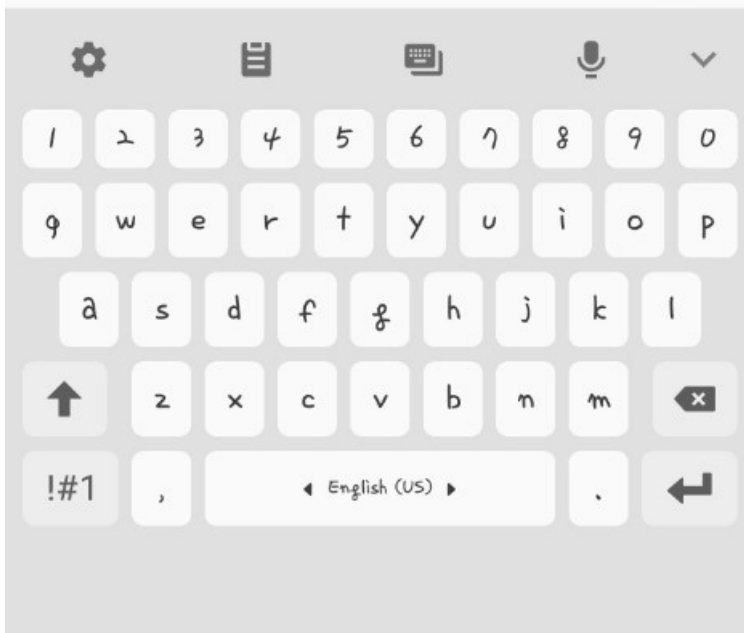 1 2 3 4 5 6 7 8 9 0
q w e r t y u i o p
a s d f g h j k l
z x c v b n m
!#1 , English (US) .